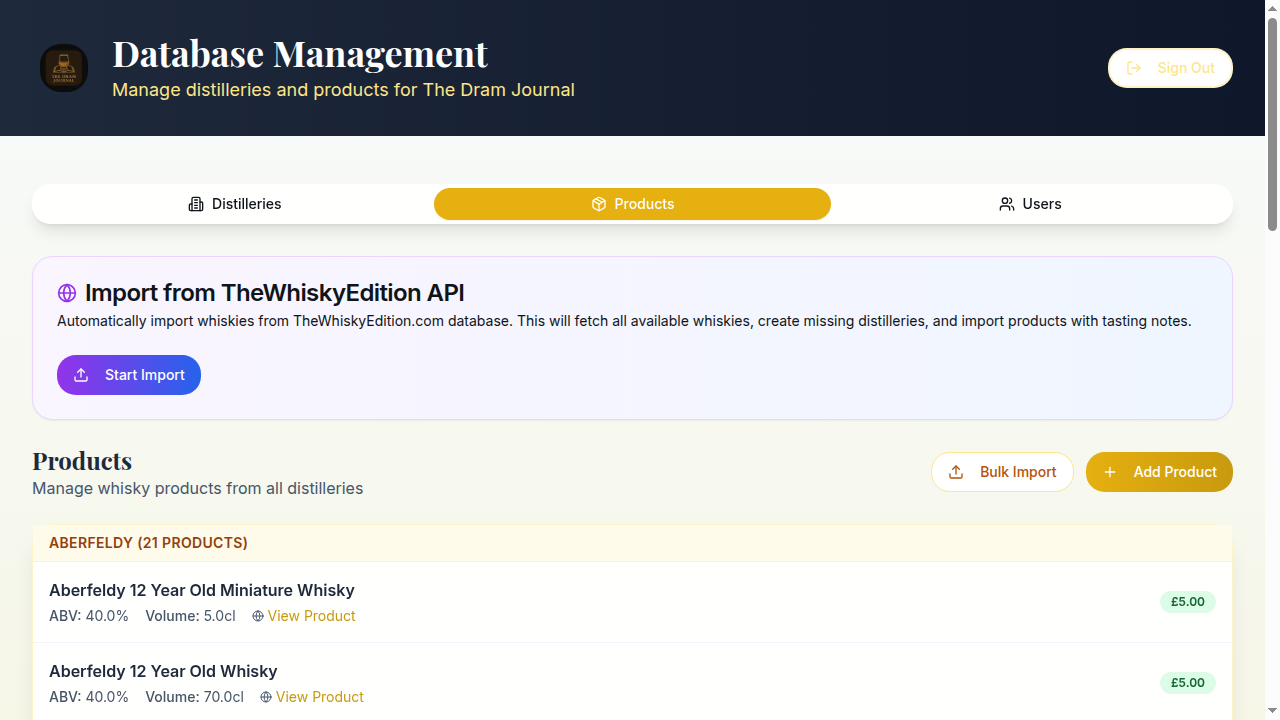 THE DRAM
JOURNAL
Database Management
Manage distilleries and products for The Dram Journal
Sign Out
Distilleries
Products
Users
Import from TheWhiskyEdition API
Automatically import whiskies from TheWhiskyEdition.com database. This will fetch all available whiskies, create missing distilleries, and import products with tasting notes.
Start Import
Products
Manage whisky products from all distilleries
Bulk Import
Add Product
ABERFELDY (21 PRODUCTS)
Aberfeldy 12 Year Old Miniature Whisky
ABV: 40.0% Volume: 5.0cl View Product
£5.00
Aberfeldy 12 Year Old Whisky
ABV: 40.0% Volume: 70.0cl View Product
£5.00